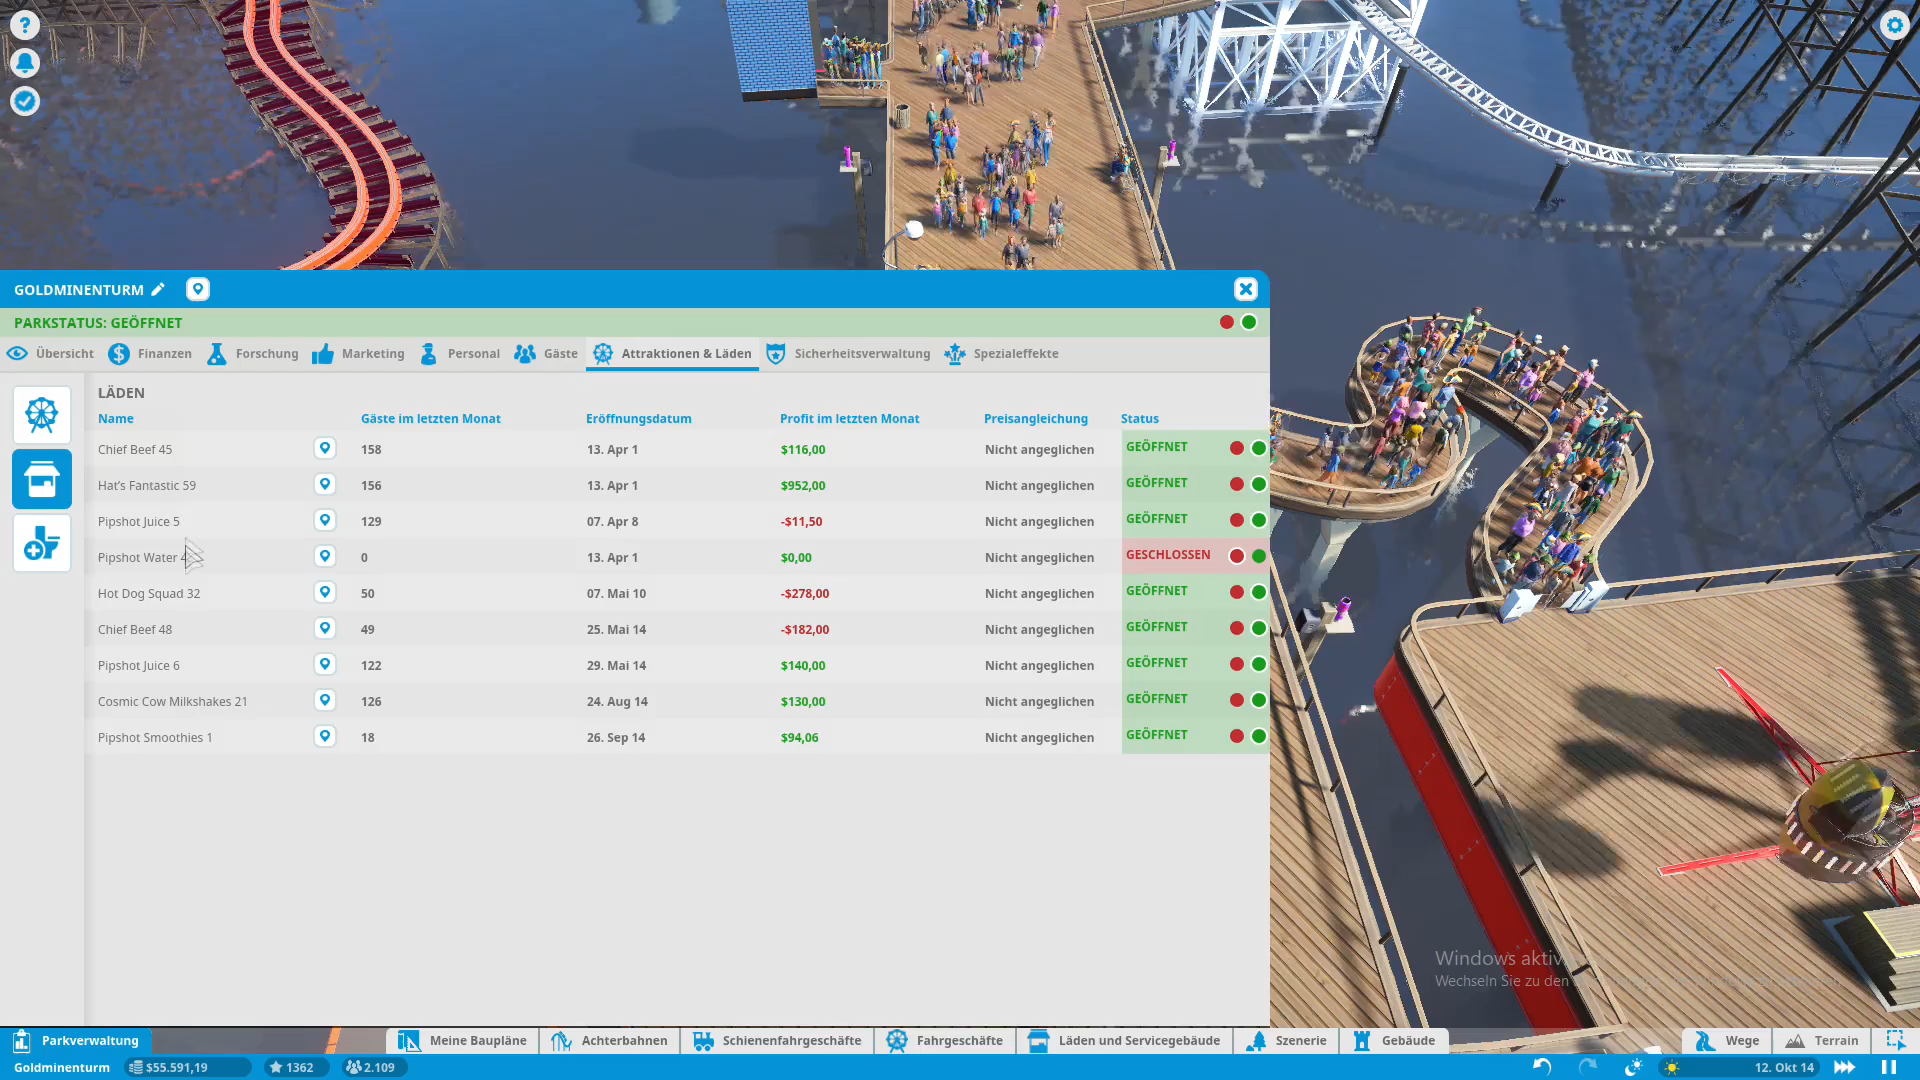 GOLDMINENTURM
PARKSTATUS: GEÖFFNET
Übersicht Finanzen Forschung Marketing Personal Gäste Attraktionen & Läden Sicherheitsverwaltung Spezialeffekte
LÄDEN
Name Gäste im letzten Monat Eröffnungsdatum Profit im letzten Monat Preisangleichung Status
Chief Beef 45 158 13. Apr 1 $116,00 Nicht angeglichen GEÖFFNET
Hat's Fantastic 59 156 13. Apr 1 $952,00 Nicht angeglichen GEÖFFNET
Pipshot Juice 5 129 07. Apr 8 -$11,50 Nicht angeglichen GEÖFFNET
Pipshot Water 0 13. Apr 1 $0,00 Nicht angeglichen GESCHLOSSEN
Hot Dog Squad 32 50 07. Mai 10 -$278,00 Nicht angeglichen GEÖFFNET
Chief Beef 48 49 25. Mai 14 -$182,00 Nicht angeglichen GEÖFFNET
Pipshot Juice 6 122 29. Mai 14 $140,00 Nicht angeglichen GEÖFFNET
Cosmic Cow Milkshakes 21 126 24. Aug 14 $130,00 Nicht angeglichen GEÖFFNET
Pipshot Smoothies 1 18 26. Sep 14 $94,06 Nicht angeglichen GEÖFFNET
Windows
Wechseln Sie zu den
Parkverwaltung Meine Baupläne Achterbahnen Schienenfahrgeschäfte Fahrgeschäfte Läden und Servicegebäude Szenerie Gebäude Wege Terrain
Goldminenturm $55.591,19 1362 2.109 12. Okt 14